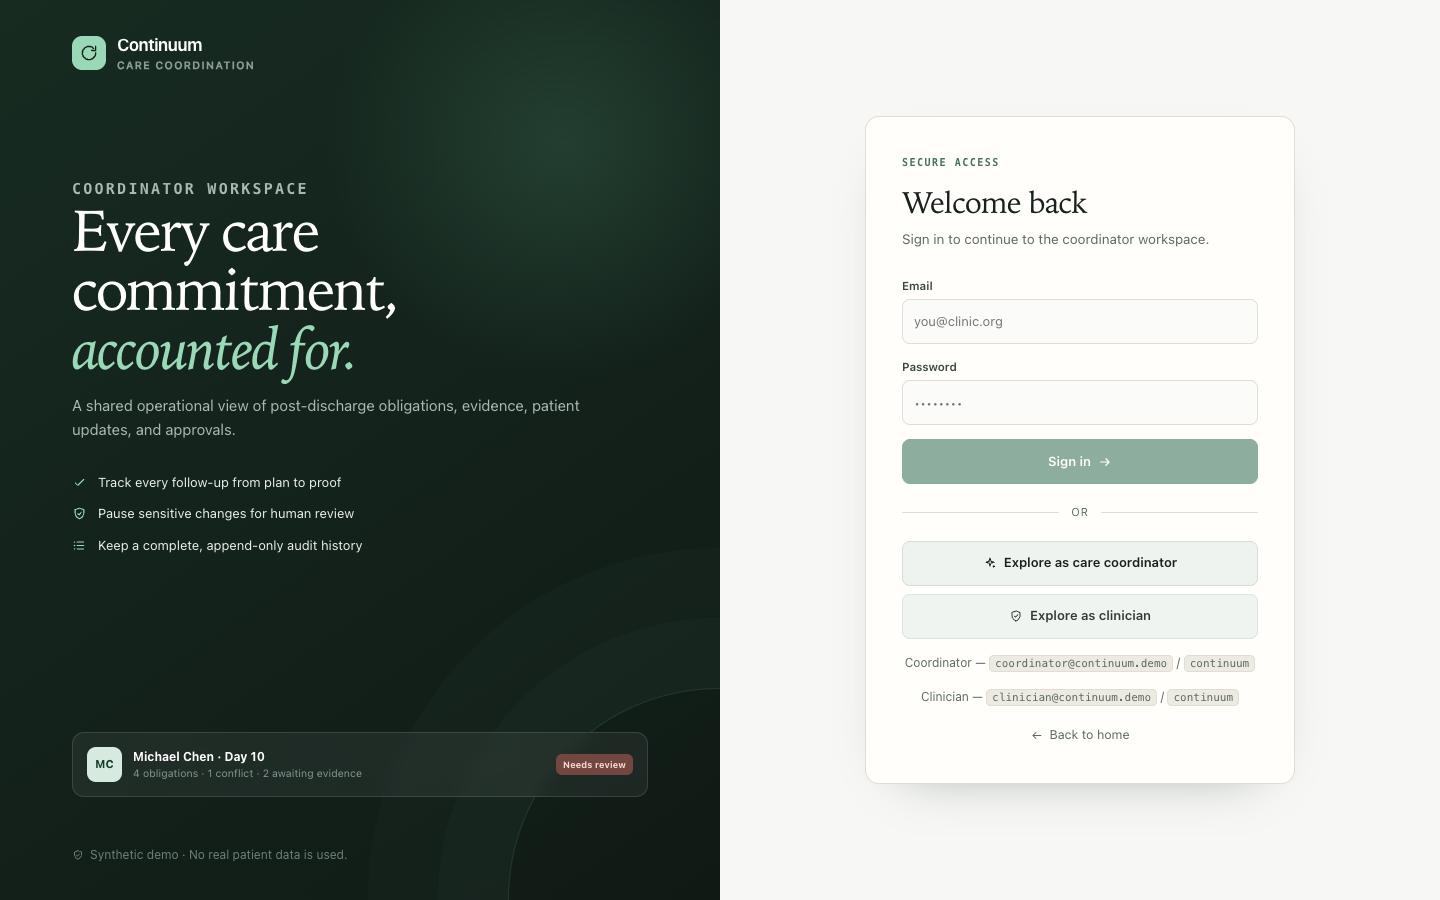 Continuum
CARE COORDINATION
COORDINATOR WORKSPACE
Every care
commitment,
accounted for.
A shared operational view of post-discharge obligations, evidence, patient
updates, and approvals.
Track every follow-up from plan to proof
Pause sensitive changes for human review
Keep a complete, append-only audit history
MC
Michael Chen · Day 10
4 obligations · 1 conflict · 2 awaiting evidence
Needs review
Synthetic demo · No real patient data is used.
SECURE ACCESS
Welcome back
Sign in to continue to the coordinator workspace.
Email
you@clinic.org
Password
••••••••
Sign in →
OR
Explore as care coordinator
Explore as clinician
Coordinator — coordinator@continuum.demo / continuum
Clinician — clinician@continuum.demo / continuum
← Back to home